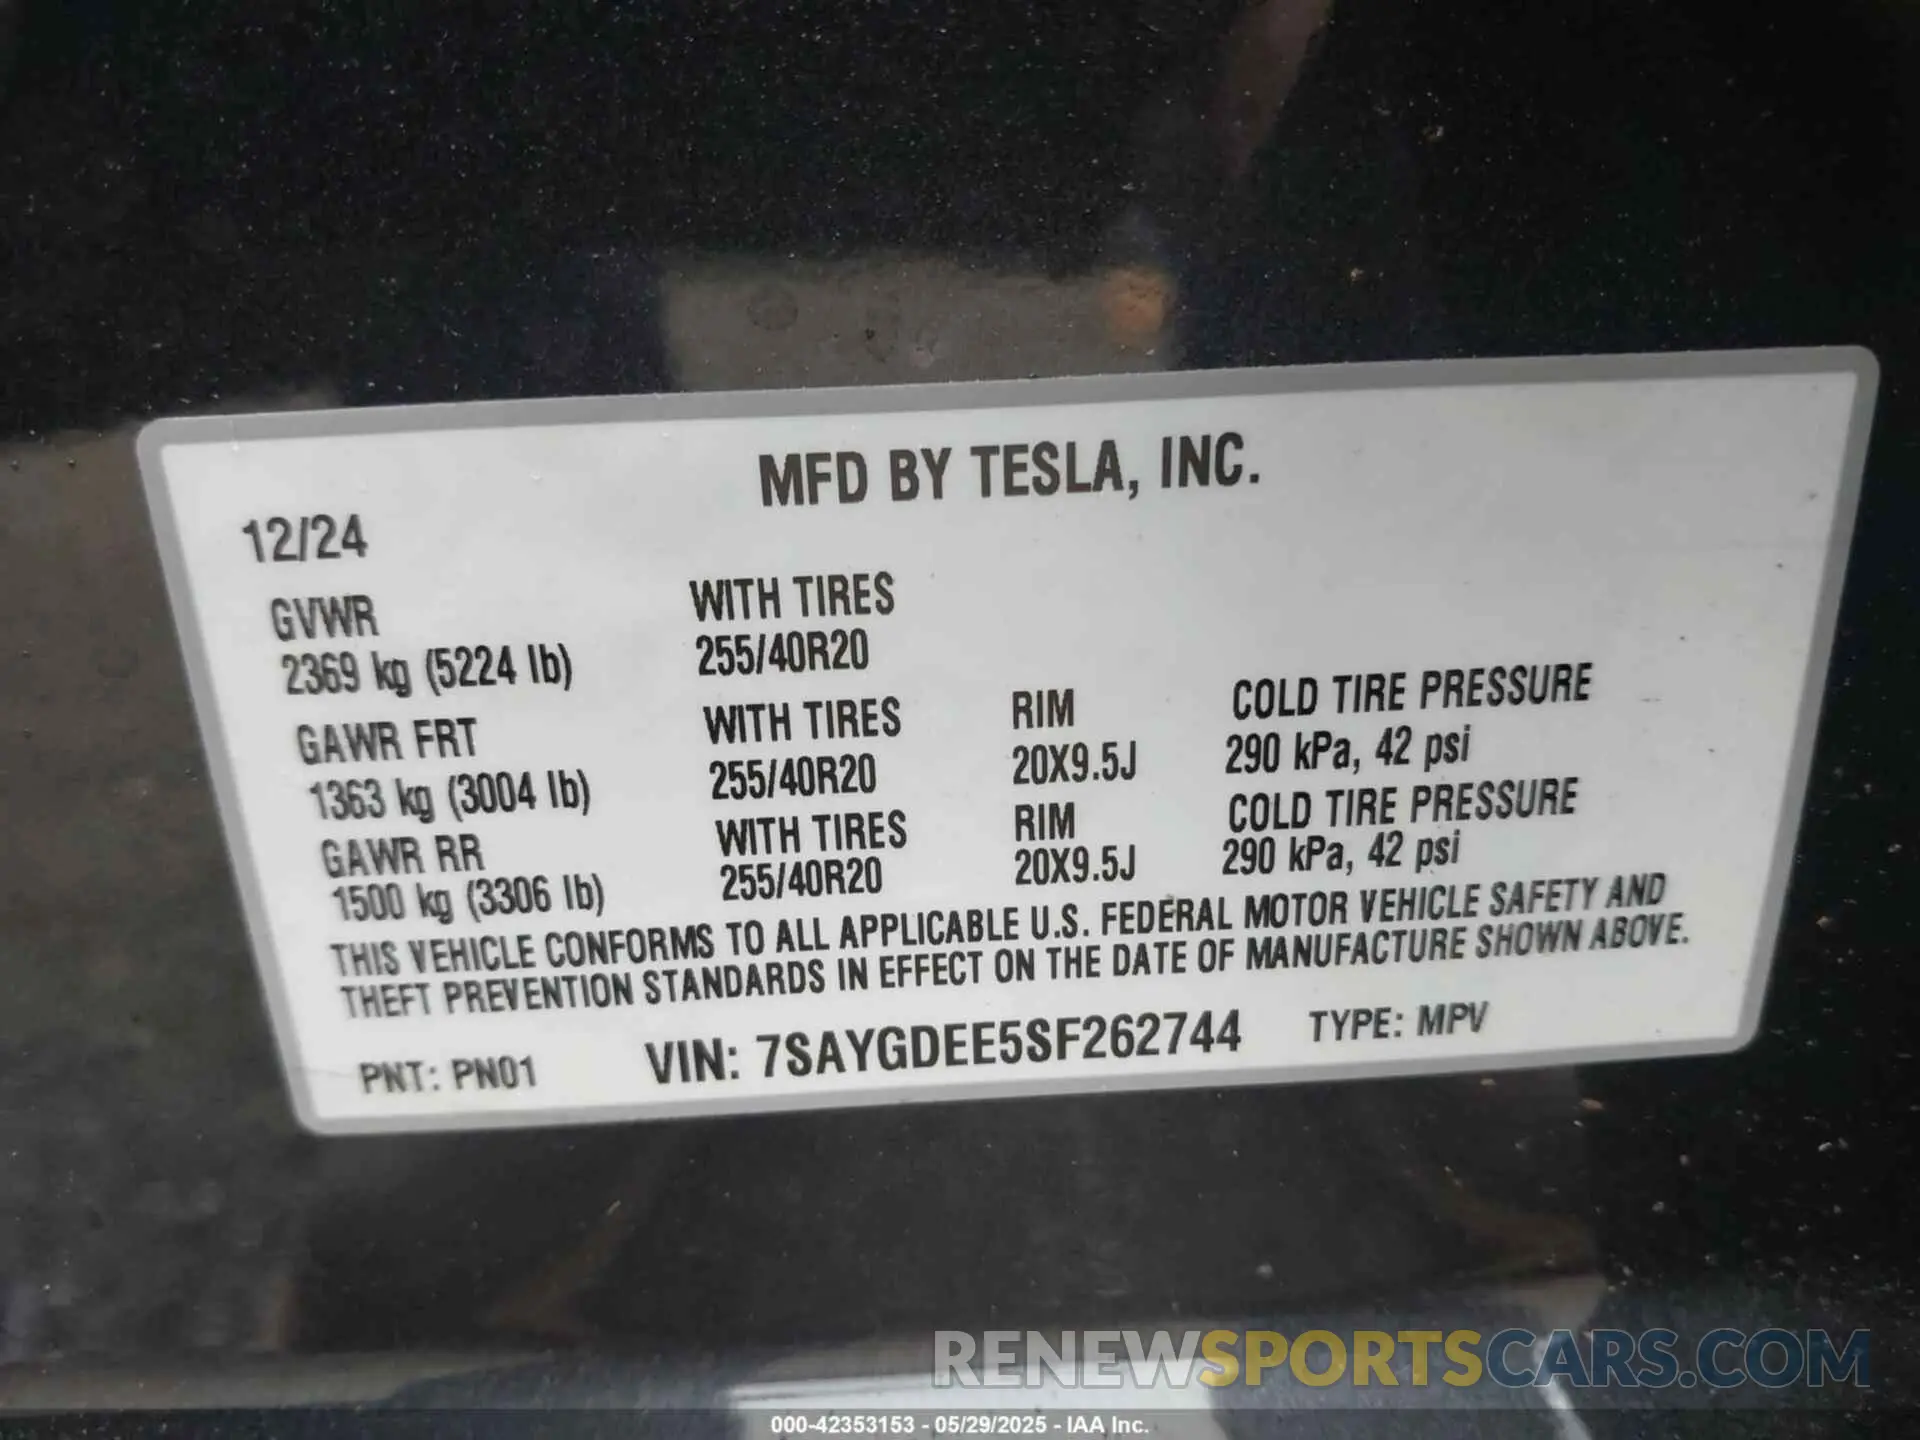 MFD BY TESLA, INC.
12/24
GVWR WITH TIRES
2369 kg (5224 lb) 255/40R20
GAWR FRT WITH TIRES RIM COLD TIRE PRESSURE
1363 kg (3004 lb) 255/40R20 20X9.5J 290 kPa, 42 psi
GAWR RR WITH TIRES RIM COLD TIRE PRESSURE
1500 kg (3306 lb) 255/40R20 20X9.5J 290 kPa, 42 psi
THIS VEHICLE CONFORMS TO ALL APPLICABLE U.S. FEDERAL MOTOR VEHICLE SAFETY AND
THEFT PREVENTION STANDARDS IN EFFECT ON THE DATE OF MANUFACTURE SHOWN ABOVE.
PNT: PN01 VIN: 7SAYGDEE5SF262744 TYPE: MPV
RENEWSPORTSCARS.COM
000-42353153 - 05/29/2025 - IAA Inc.